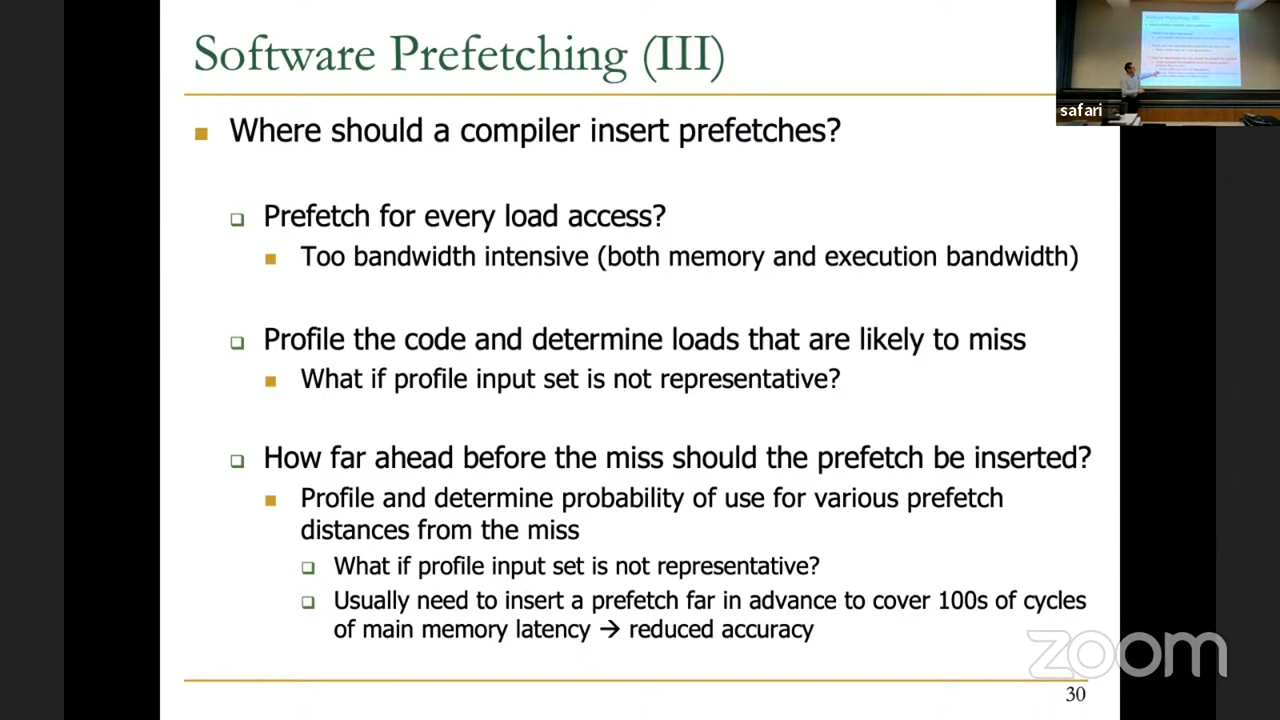 Software Prefetching (III)
safari
Where should a compiler insert prefetches?
Prefetch for every load access?
Too bandwidth intensive (both memory and execution bandwidth)
Profile the code and determine loads that are likely to miss
What if profile input set is not representative?
How far ahead before the miss should the prefetch be inserted?
Profile and determine probability of use for various prefetch
distances from the miss
What if profile input set is not representative?
Usually need to insert a prefetch far in advance to cover 100s of cycles
of main memory latency → reduced accuracy
zoom
30